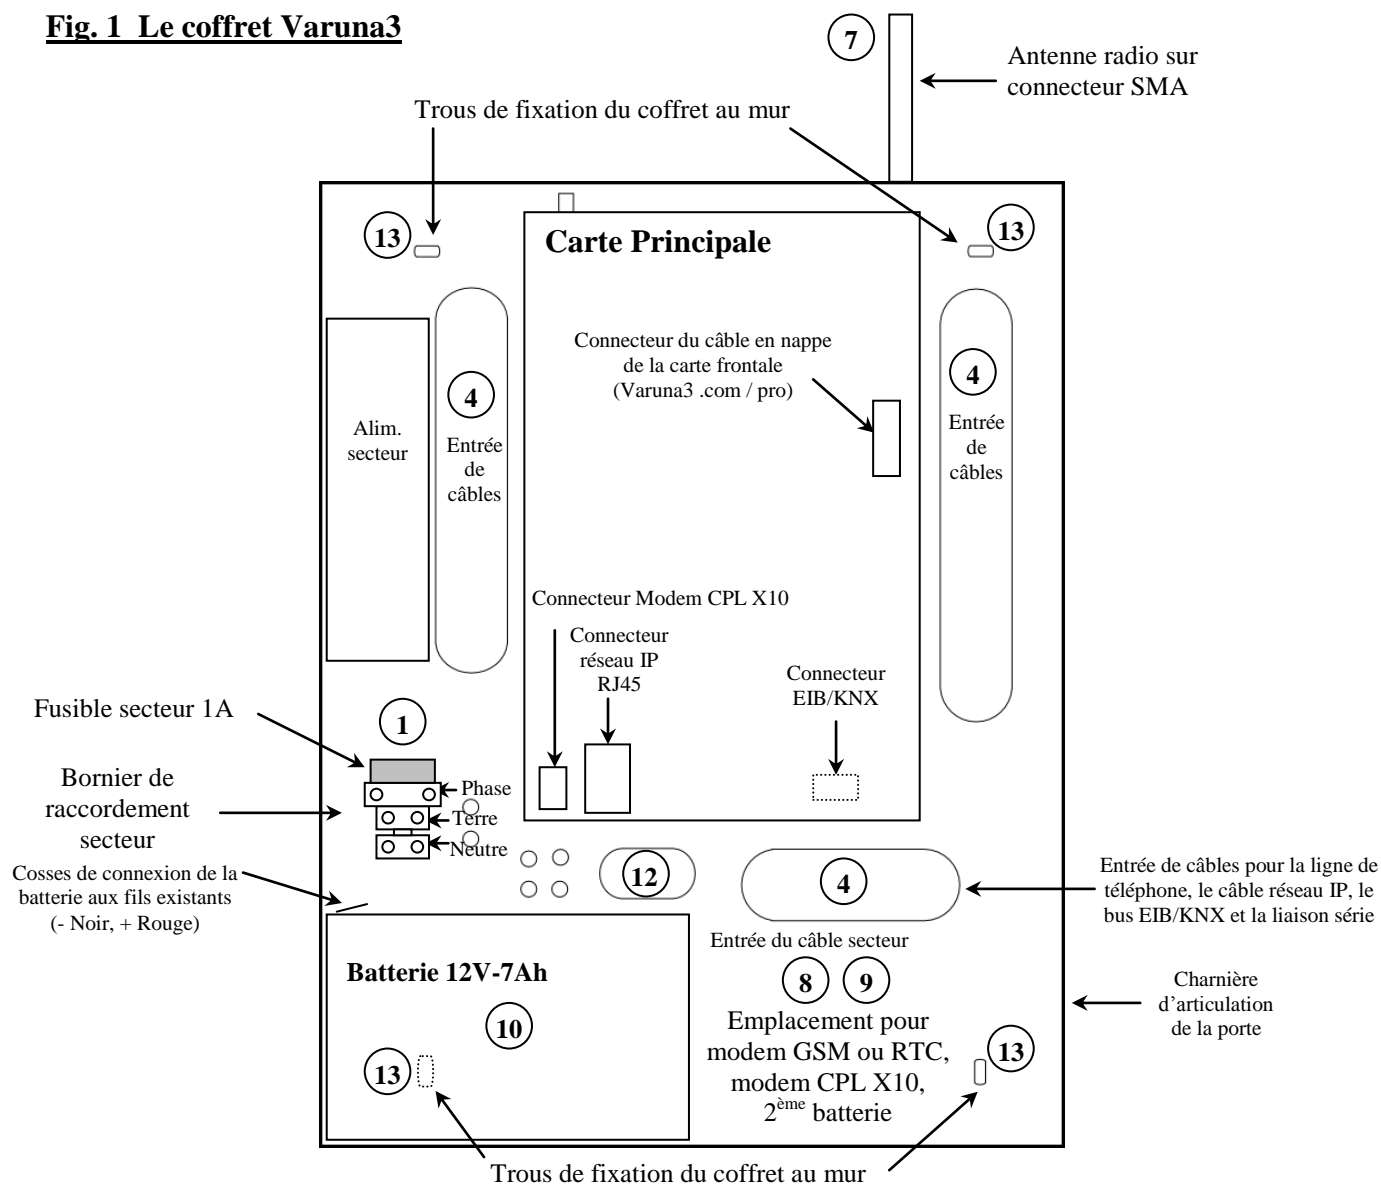 Fig. 1  Le coffret Varuna3
7
Antenne radio sur
connecteur SMA
Trous de fixation du coffret au mur
13
13
Carte Principale
Connecteur du câble en nappe
de la carte frontale
(Varuna3 .com / pro)
4
Entrée
de
câbles
4
Entrée
de
câbles
Alim.
secteur
Connecteur Modem CPL X10
Connecteur
réseau IP
RJ45
Connecteur
EIB/KNX
Fusible secteur 1A
1
Bornier de
raccordement
secteur
Phase
Terre
Neutre
Cosses de connexion de la
batterie aux fils existants
(- Noir, + Rouge)
12
4
Entrée de câbles pour la ligne de
téléphone, le câble réseau IP, le
bus EIB/KNX et la liaison série
Entrée du câble secteur
Batterie 12V-7Ah
10
8
9
Emplacement pour
modem GSM ou RTC,
modem CPL X10,
2ème batterie
Charnière
d’articulation
de la porte
13
13
Trous de fixation du coffret au mur